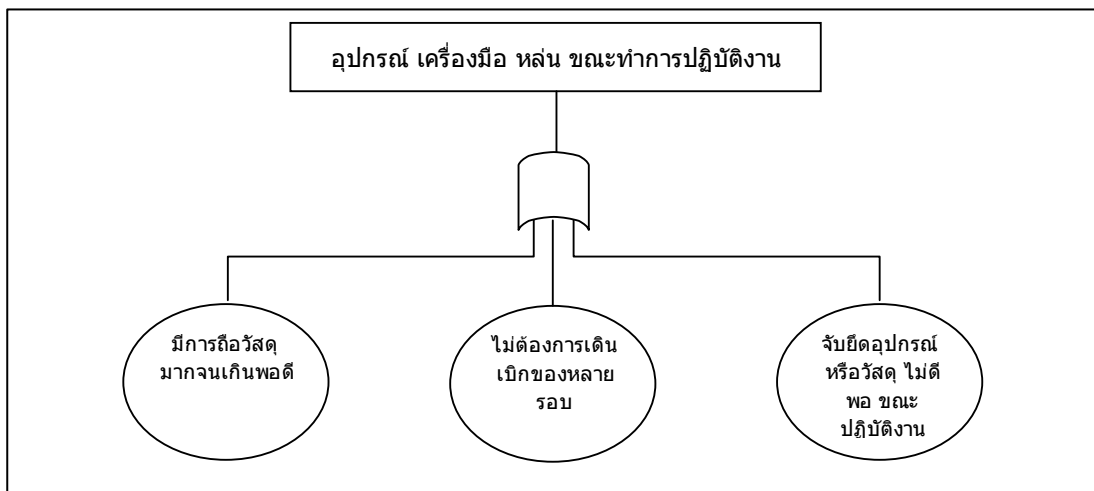 อุปกรณ์ เครื่องมือ หล่น ขณะทำการปฏิบัติงาน
มีการถือวัสดุ
มากจนเกินพอดี
ไม่ต้องการเดิน
เบิกของหลาย
รอบ
จับยึดอุปกรณ์
หรือวัสดุ ไม่ดี
พอ ขณะ
ปฏิบัติงาน